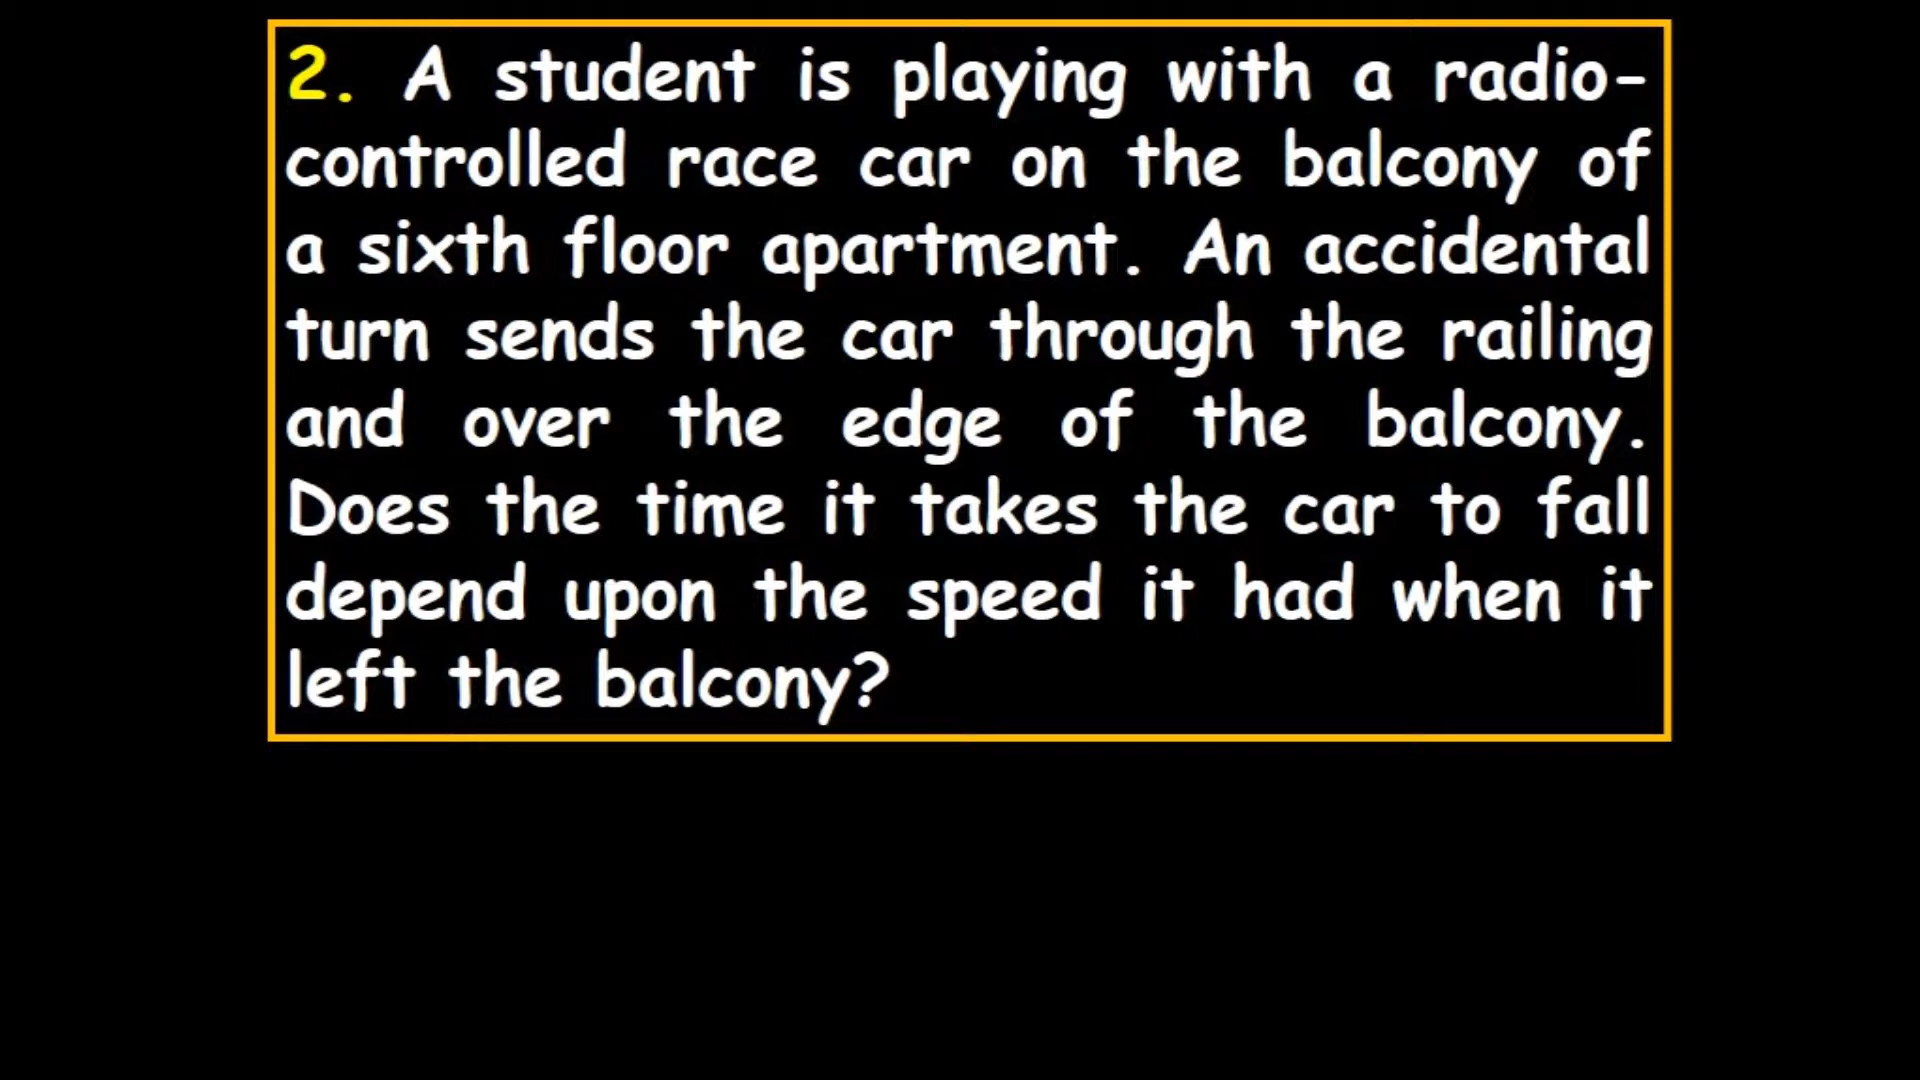 2. A student is playing with a radio-
controlled race car on the balcony of
a sixth floor apartment. An accidental
turn sends the car through the railing
and over the edge of the balcony.
Does the time it takes the car to fall
depend upon the speed it had when it
left the balcony?